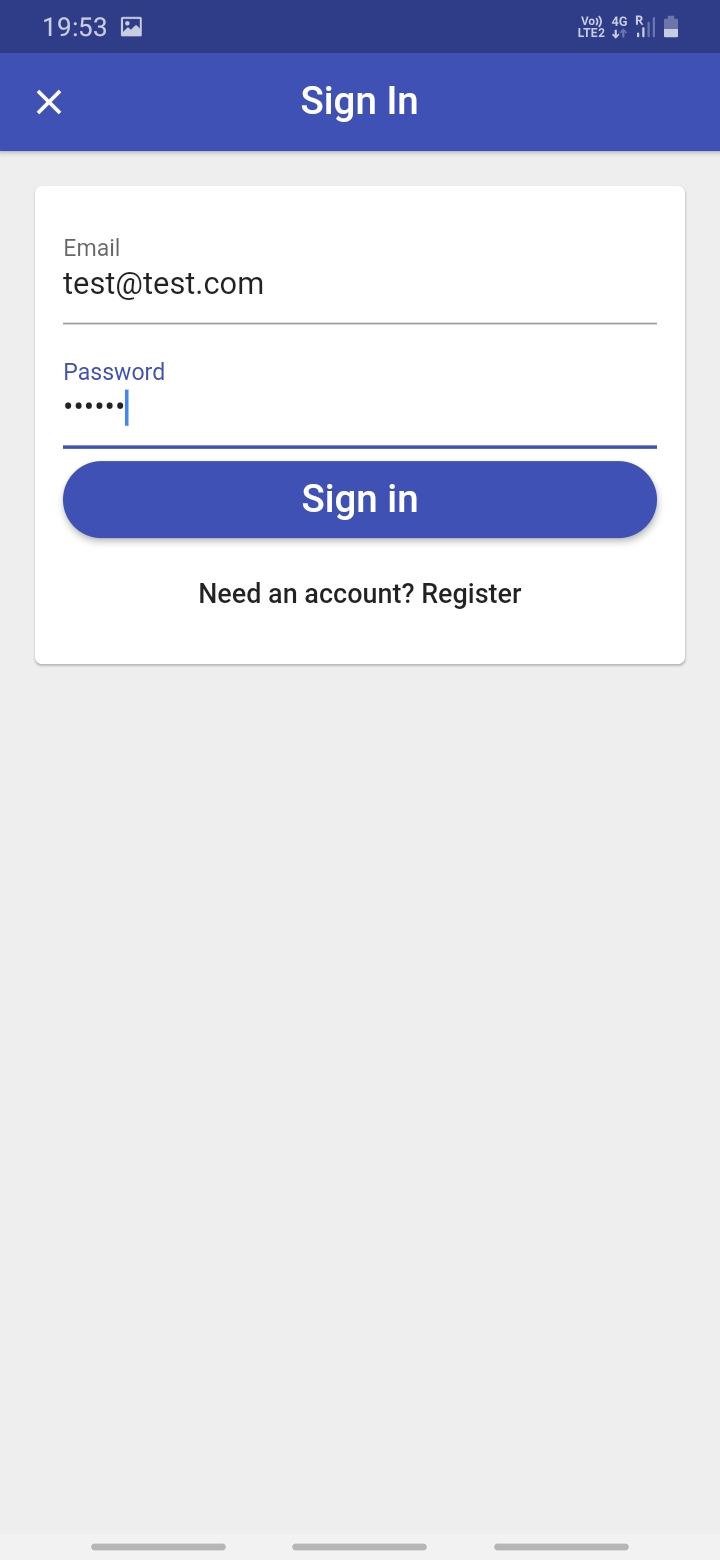 19:53
Vo)) 4G R
LTE2
Sign In
Email
test@test.com
Password
••••••
Sign in
Need an account? Register